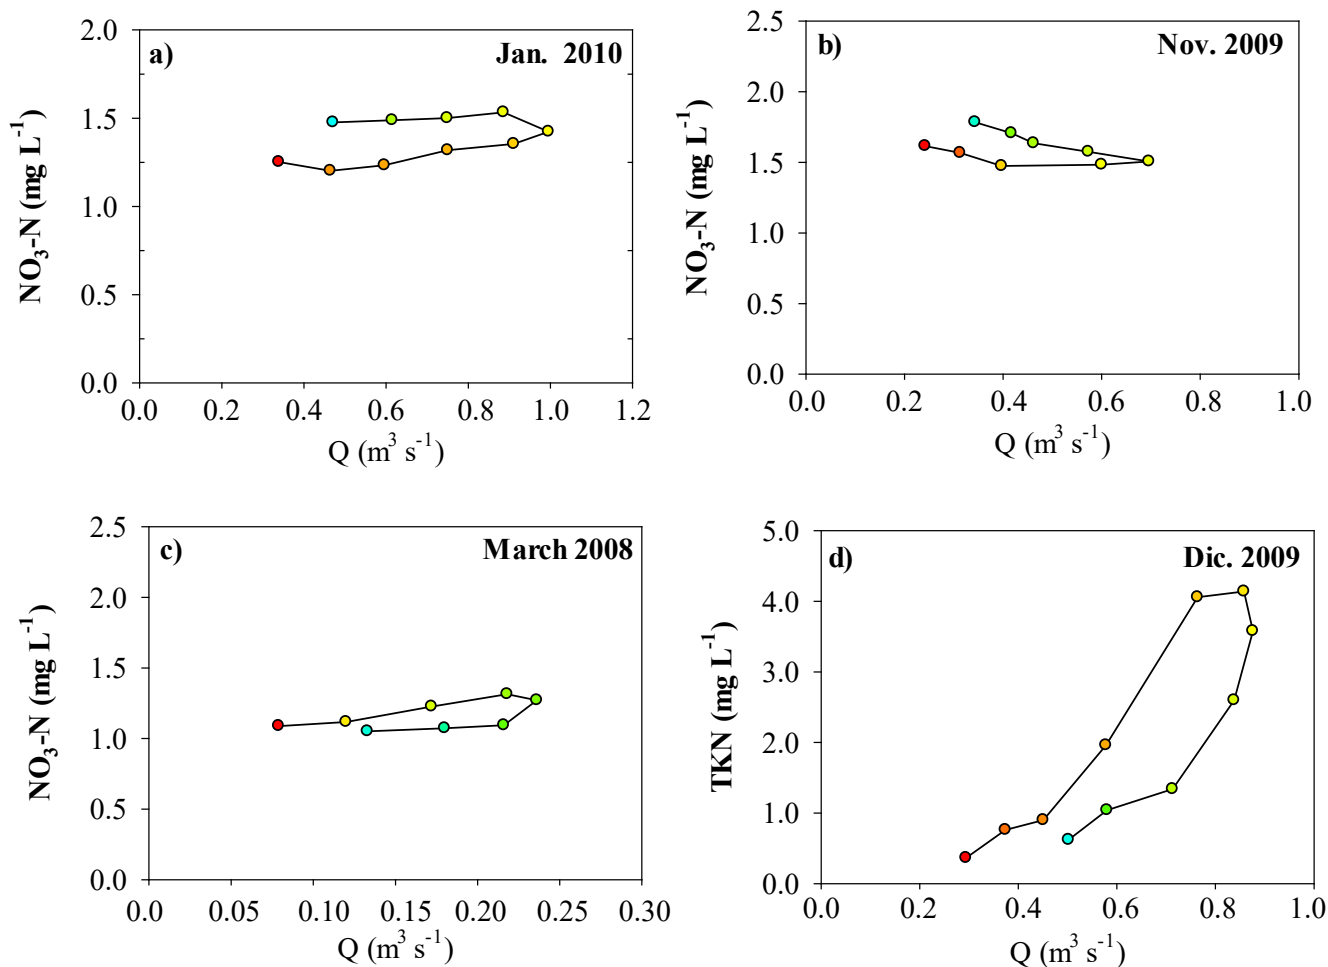 a)
Jan. 2010
NO₃-N (mg L⁻¹)
2.0
1.5
1.0
0.5
0.0
0.0 0.2 0.4 0.6 0.8 1.0 1.2
Q (m³ s⁻¹)
b)
Nov. 2009
NO₃-N (mg L⁻¹)
2.5
2.0
1.5
1.0
0.5
0.0
0.0 0.2 0.4 0.6 0.8 1.0
Q (m³ s⁻¹)
c)
March 2008
NO₃-N (mg L⁻¹)
2.5
2.0
1.5
1.0
0.5
0.0
0.0 0.05 0.10 0.15 0.20 0.25 0.30
Q (m³ s⁻¹)
d)
Dic. 2009
TKN (mg L⁻¹)
5.0
4.0
3.0
2.0
1.0
0.0
0.0 0.2 0.4 0.6 0.8 1.0
Q (m³ s⁻¹)